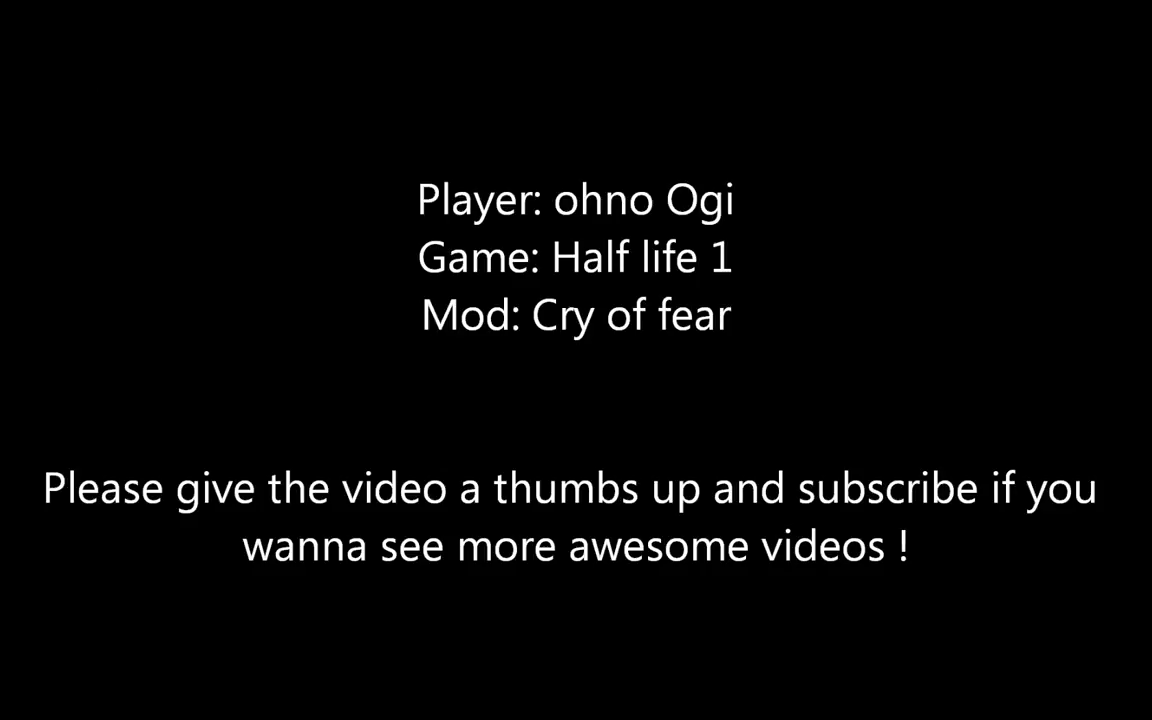 Player: ohno Ogi
Game: Half life 1
Mod: Cry of fear
Please give the video a thumbs up and subscribe if you
wanna see more awesome videos !